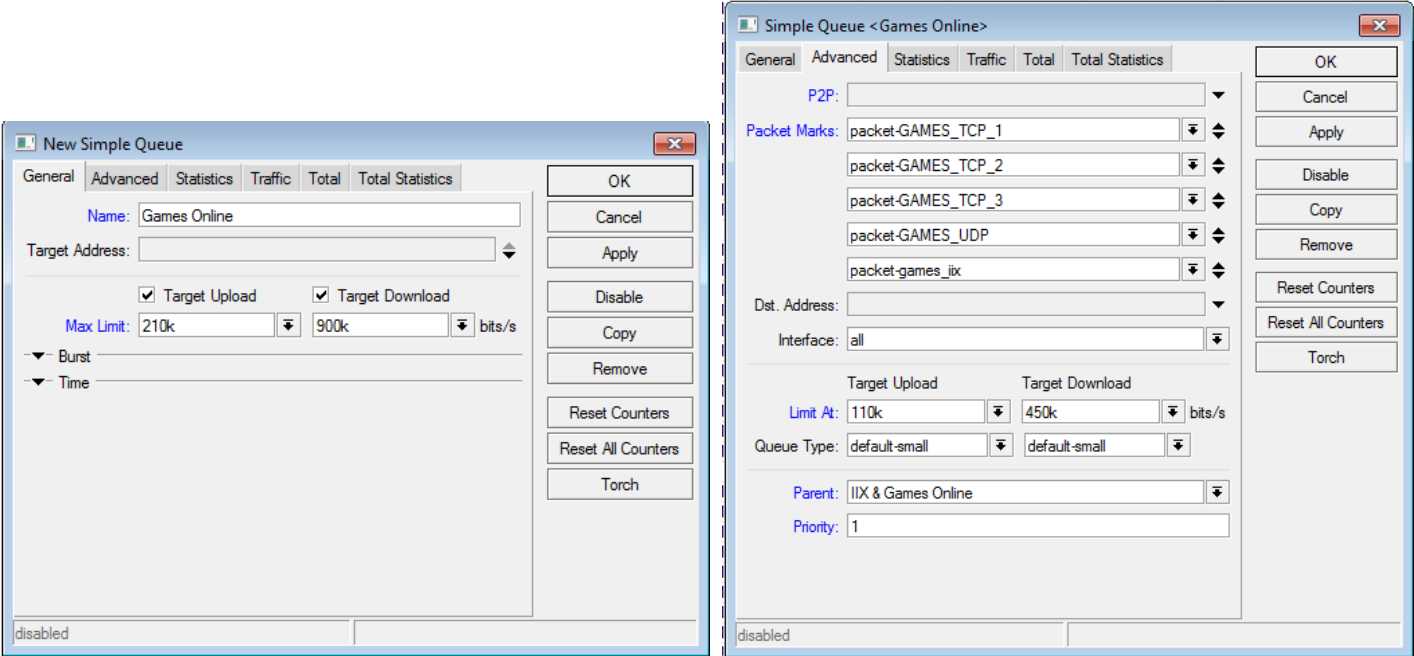 New Simple Queue
General Advanced Statistics Traffic Total Total Statistics
Name: Games Online
Target Address:
Target Upload Target Download
Max Limit: 210k 900k bits/s
Burst
Time
OK
Cancel
Apply
Disable
Copy
Remove
Reset Counters
Reset All Counters
Torch
disabled
Simple Queue <Games Online>
General Advanced Statistics Traffic Total Total Statistics
P2P:
Packet Marks: packet-GAMES_TCP_1
packet-GAMES_TCP_2
packet-GAMES_TCP_3
packet-GAMES_UDP
packet-games_iix
Dst. Address:
Interface: all
Target Upload Target Download
Limit At: 110k 450k bits/s
Queue Type: default-small default-small
Parent: IIX & Games Online
Priority: 1
OK
Cancel
Apply
Disable
Copy
Remove
Reset Counters
Reset All Counters
Torch
disabled